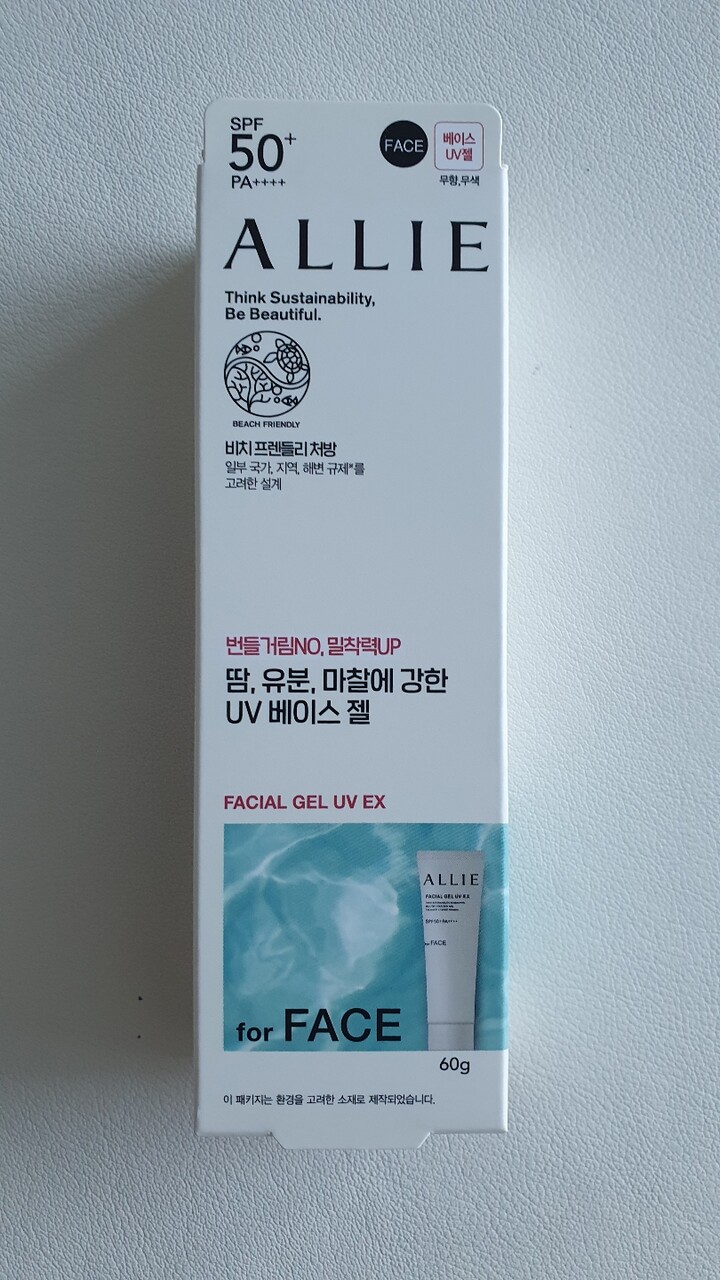 SPF
50+
PA++++
FACE
베이스
UV젤
무향,무색
ALLIE
Think Sustainability,
Be Beautiful.
BEACH FRIENDLY
비치 프렌들리 처방
일부 국가, 지역, 해변 규제*를
고려한 설계
번들거림NO, 밀착력UP
땀, 유분, 마찰에 강한
UV 베이스 젤
FACIAL GEL UV EX
ALLIE
FACIAL GEL UV EX
SPF50+PA++++
for FACE
for FACE
60g
이 패키지는 환경을 고려한 소재로 제작되었습니다.